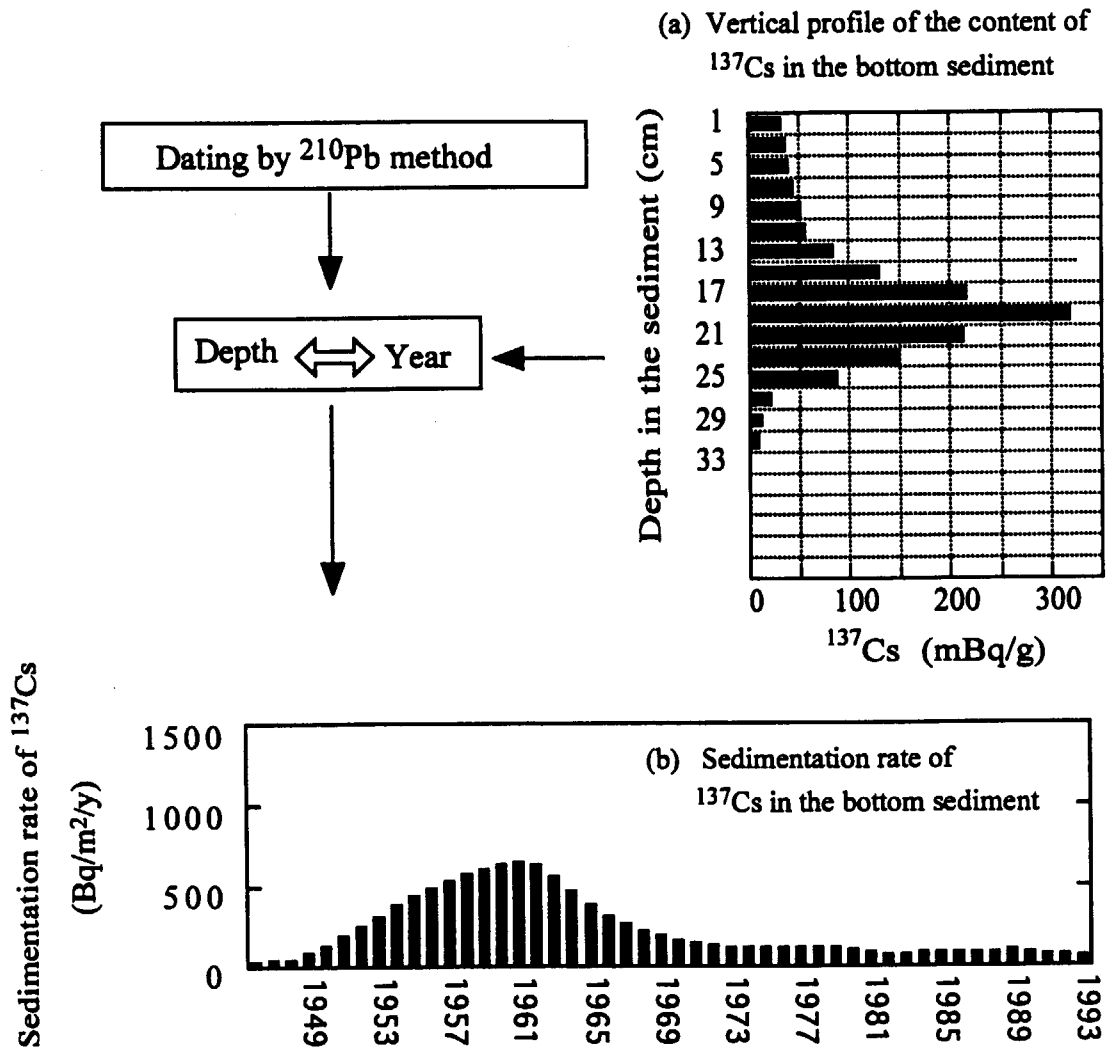 (a) Vertical profile of the content of
¹³⁷Cs in the bottom sediment
Dating by ²¹⁰Pb method
Depth Year
Depth in the sediment (cm)
1
5
9
13
17
21
25
29
33
0 100 200 300
¹³⁷Cs (mBq/g)
Sedimentation rate of ¹³⁷Cs
(Bq/m²/y)
1500
1000
500
0
(b) Sedimentation rate of
¹³⁷Cs in the bottom sediment
1949 1953 1957 1961 1965 1969 1973 1977 1981 1985 1989 1993